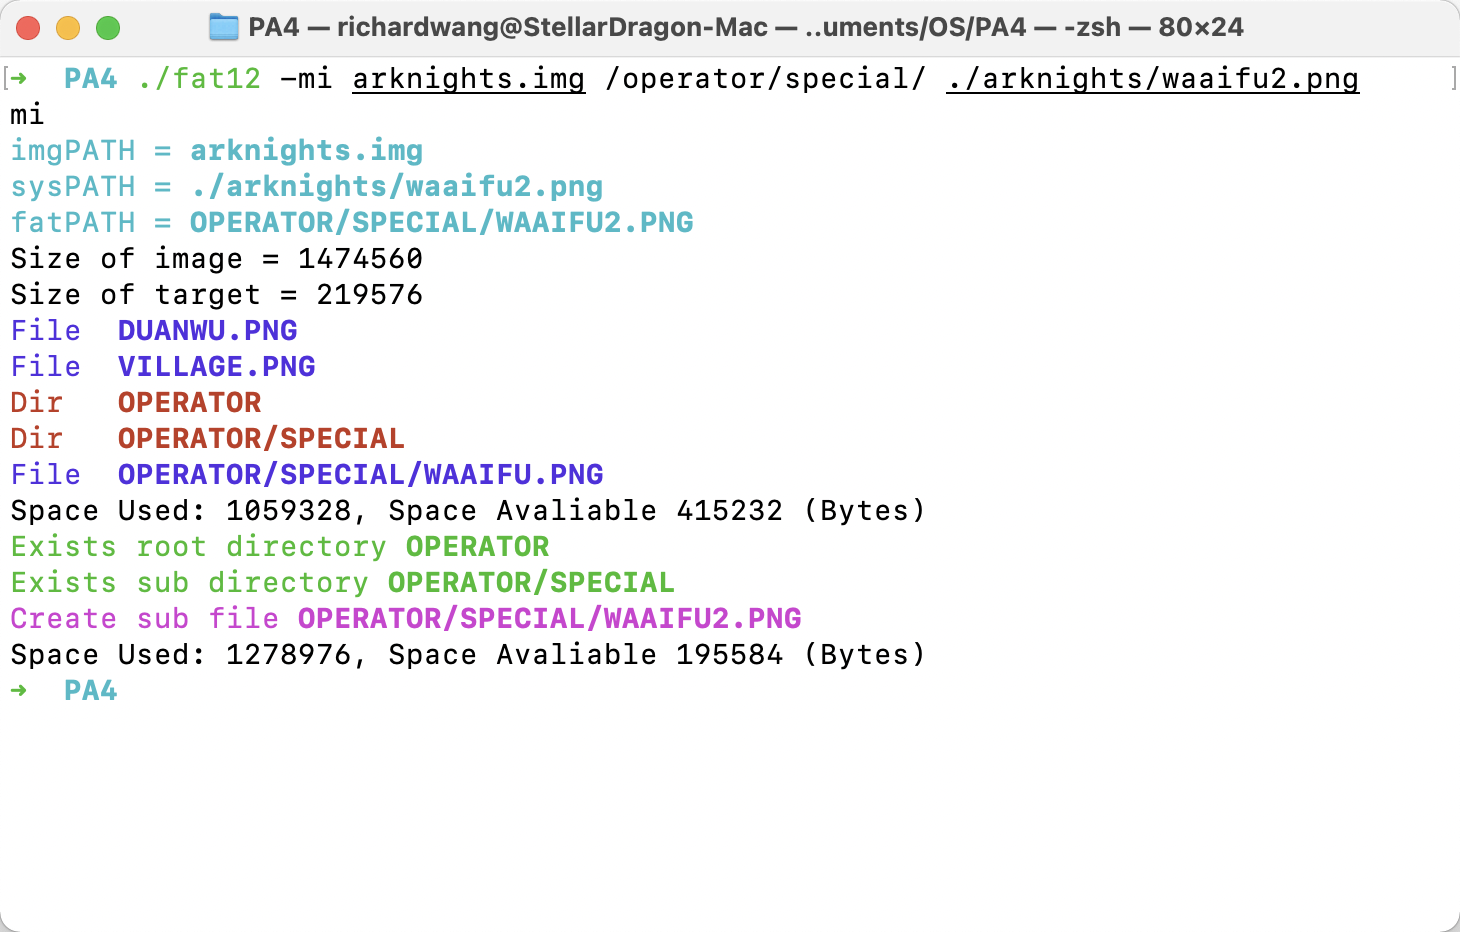 PA4 — richardwang@StellarDragon-Mac — ..uments/OS/PA4 — -zsh — 80×24
[➜  PA4 ./fat12 -mi arknights.img /operator/special/ ./arknights/waaifu2.png ]
mi
imgPATH = arknights.img
sysPATH = ./arknights/waaifu2.png
fatPATH = OPERATOR/SPECIAL/WAAIFU2.PNG
Size of image = 1474560
Size of target = 219576
File  DUANWU.PNG
File  VILLAGE.PNG
Dir   OPERATOR
Dir   OPERATOR/SPECIAL
File  OPERATOR/SPECIAL/WAAIFU.PNG
Space Used: 1059328, Space Avaliable 415232 (Bytes)
Exists root directory OPERATOR
Exists sub directory OPERATOR/SPECIAL
Create sub file OPERATOR/SPECIAL/WAAIFU2.PNG
Space Used: 1278976, Space Avaliable 195584 (Bytes)
➜  PA4